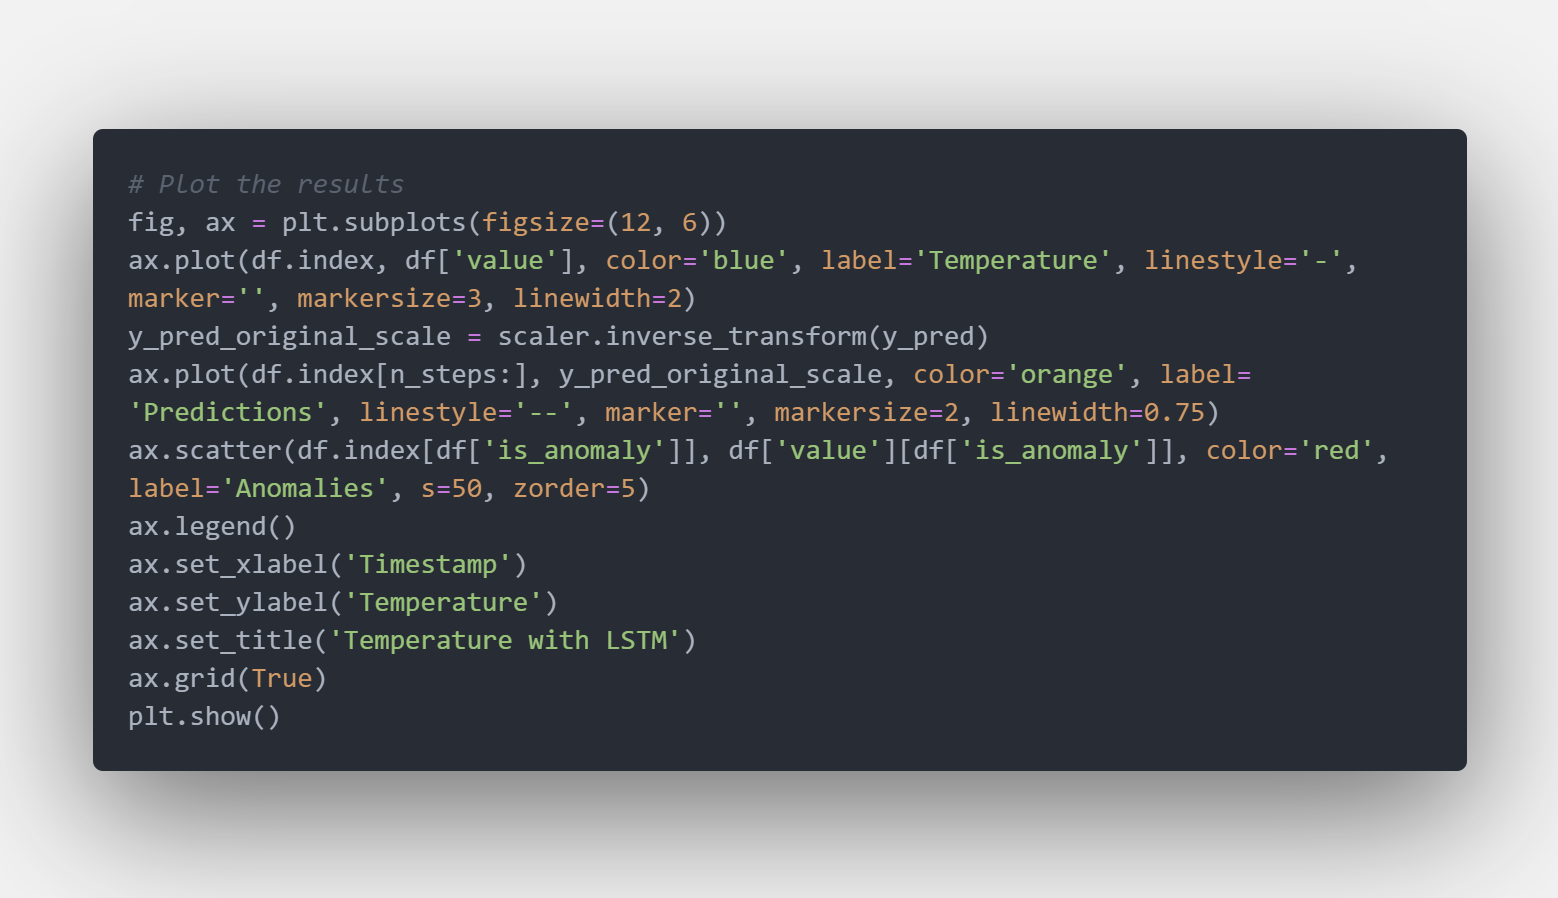 # Plot the results
fig, ax = plt.subplots(figsize=(12, 6))
ax.plot(df.index, df['value'], color='blue', label='Temperature', linestyle='-',
marker='', markersize=3, linewidth=2)
y_pred_original_scale = scaler.inverse_transform(y_pred)
ax.plot(df.index[n_steps:], y_pred_original_scale, color='orange', label=
'Predictions', linestyle='--', marker='', markersize=2, linewidth=0.75)
ax.scatter(df.index[df['is_anomaly']], df['value'][df['is_anomaly']], color='red',
label='Anomalies', s=50, zorder=5)
ax.legend()
ax.set_xlabel('Timestamp')
ax.set_ylabel('Temperature')
ax.set_title('Temperature with LSTM')
ax.grid(True)
plt.show()